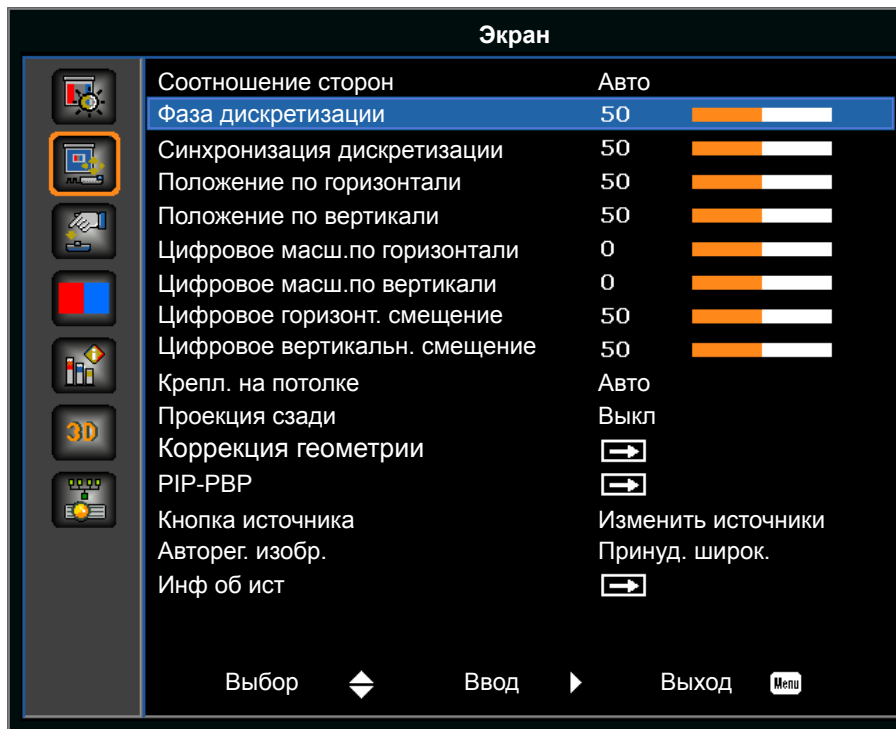 Экран
Соотношение сторон Авто
Фаза дискретизации 50
Синхронизация дискретизации 50
Положение по горизонтали 50
Положение по вертикали 50
Цифровое масш.по горизонтали 0
Цифровое масш.по вертикали 0
Цифровое горизонт. смещение 50
Цифровое вертикальн. смещение 50
Крепл. на потолке Авто
Проекция сзади Выкл
3D
Коррекция геометрии
PIP-PBP
Кнопка источника Изменить источники
Авторег. изобр. Принуд. широк.
Инф об ист
Выбор Ввод Выход Menu